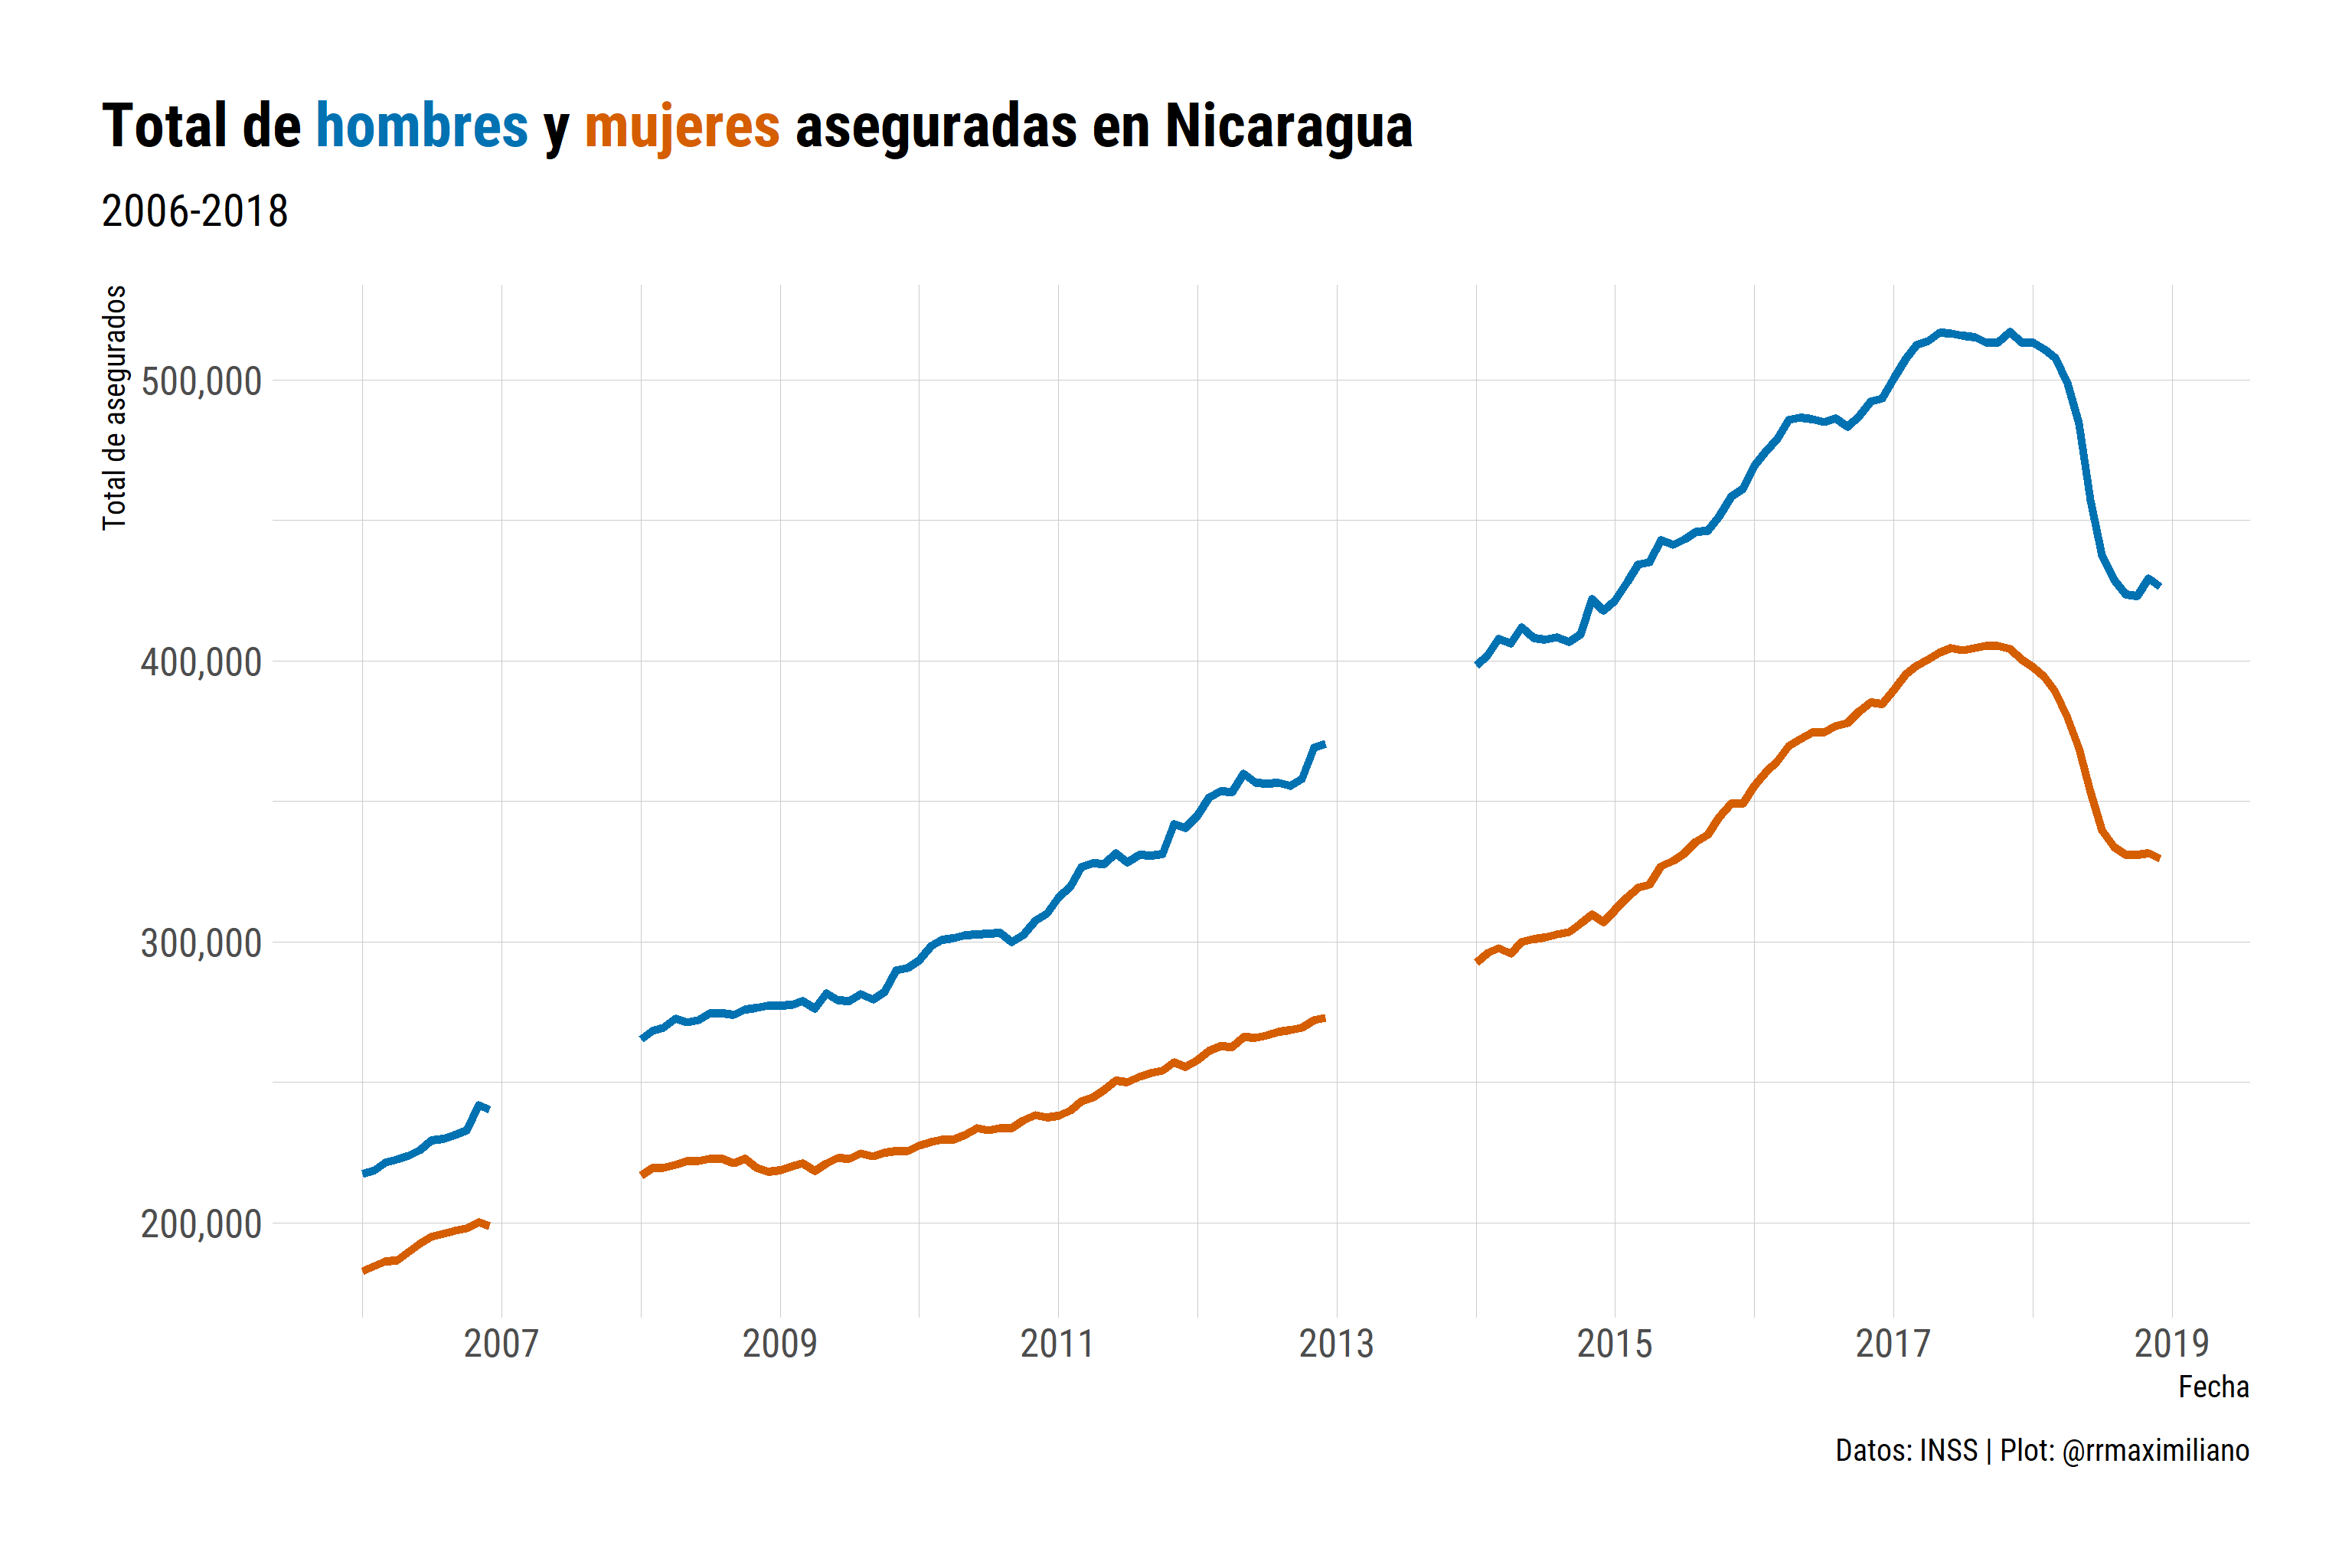 Total de hombres y mujeres aseguradas en Nicaragua
2006-2018
Total de asegurados
500,000
400,000
300,000
200,000
2007 2009 2011 2013 2015 2017 2019
Fecha
Datos: INSS | Plot: @rrmaximiliano